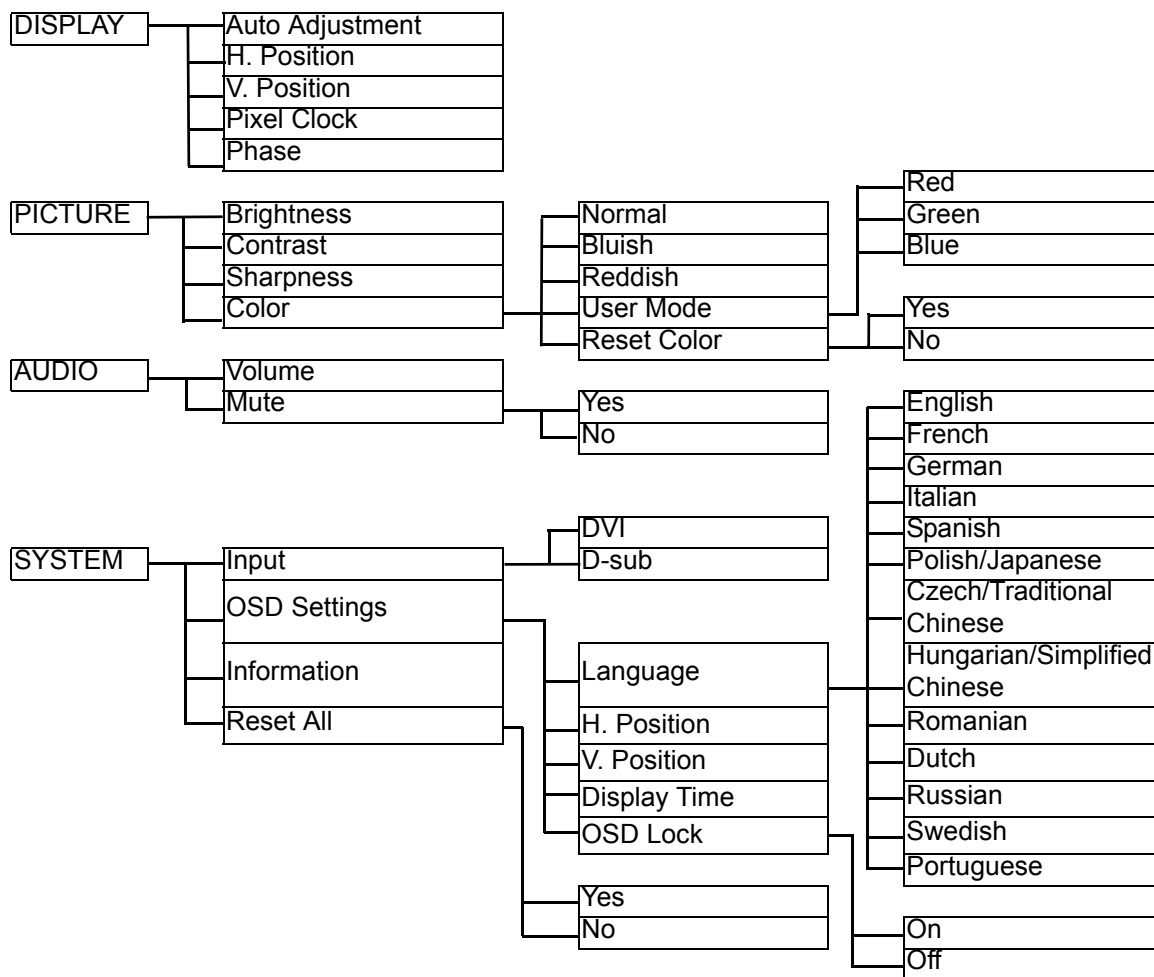 DISPLAY
Auto Adjustment
H. Position
V. Position
Pixel Clock
Phase
PICTURE
Brightness
Contrast
Sharpness
Color
Normal
Bluish
Reddish
User Mode
Reset Color
Red
Green
Blue
Yes
No
AUDIO
Volume
Mute
Yes
No
SYSTEM
Input
OSD Settings
Information
Reset All
DVI
D-sub
Language
H. Position
V. Position
Display Time
OSD Lock
Yes
No
English
French
German
Italian
Spanish
Polish/Japanese
Czech/Traditional
Chinese
Hungarian/Simplified
Chinese
Romanian
Dutch
Russian
Swedish
Portuguese
On
Off